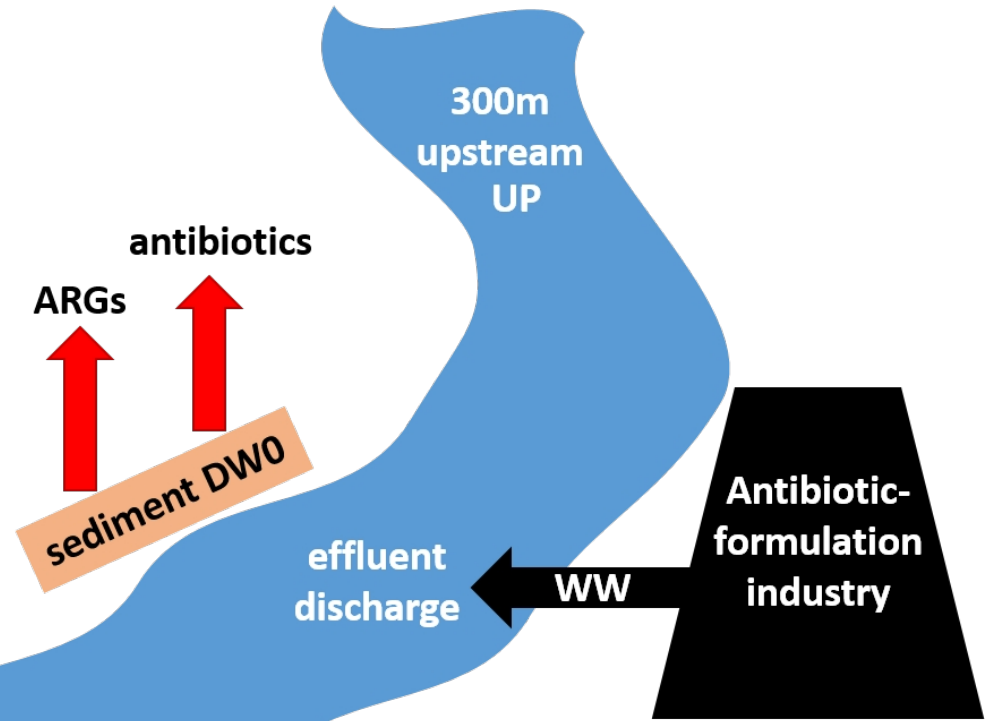 300m
upstream
UP
antibiotics
ARGs
sediment DW0
effluent
discharge
WW
Antibiotic-
formulation
industry